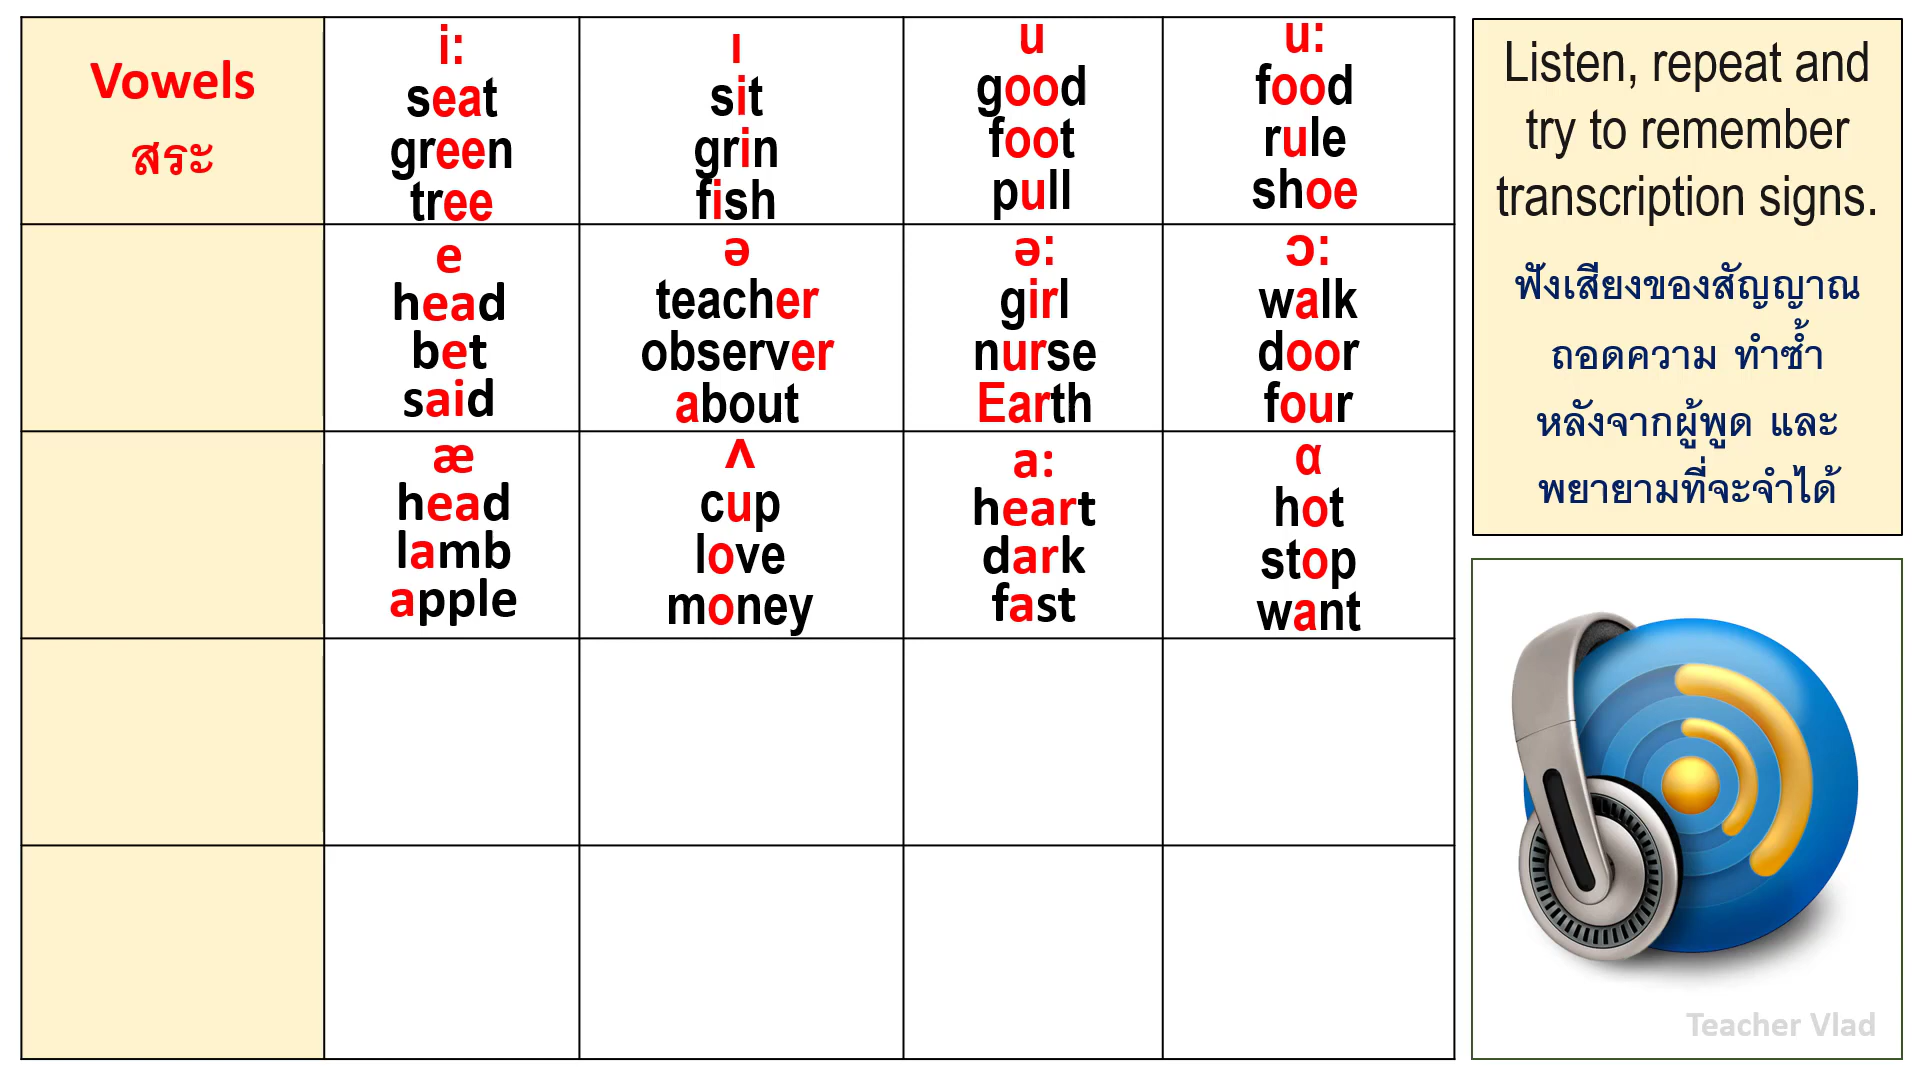 Vowels
สระ
i:
seat
green
tree
ı
sit
grin
fish
u
good
foot
pull
u:
food
rule
shoe
e
head
bet
said
ə
teacher
observer
about
ə:
girl
nurse
Earth
ɔ:
walk
door
four
æ
head
lamb
apple
ʌ
cup
love
money
a:
heart
dark
fast
ɑ
hot
stop
want
Listen, repeat and
try to remember
transcription signs.
ฟังเสียงของสัญญาณ
ถอดความ ทำซ้ำ
หลังจากผู้พูด และ
พยายามที่จะจำได้
Teacher Vlad